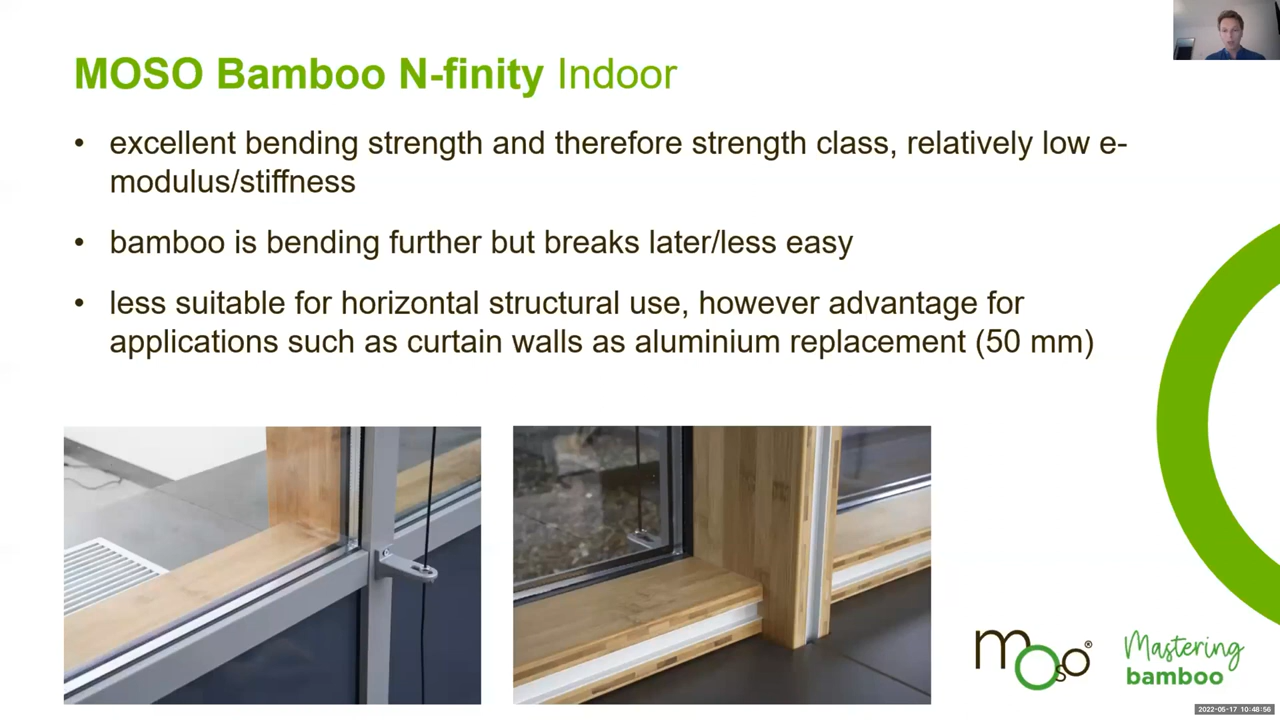 MOSO Bamboo N-finity Indoor
• excellent bending strength and therefore strength class, relatively low e-
modulus/stiffness
• bamboo is bending further but breaks later/less easy
• less suitable for horizontal structural use, however advantage for
applications such as curtain walls as aluminium replacement (50 mm)
moso®
Mastering
bamboo
2022-05-17 10:48:56